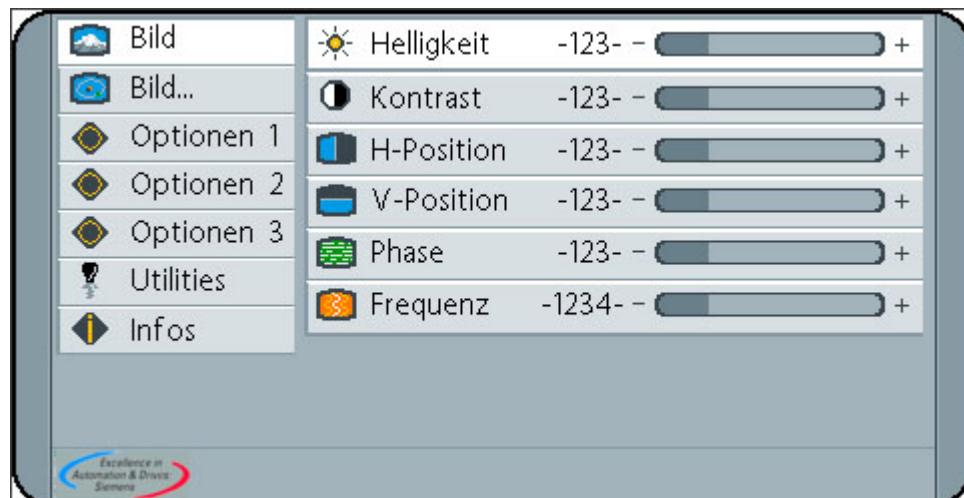 Bild
Bild...
Optionen 1
Optionen 2
Optionen 3
Utilities
Infos
Helligkeit -123- - +
Kontrast -123- - +
H-Position -123- - +
V-Position -123- - +
Phase -123- - +
Frequenz -1234- - +
Excellence in
Automation & Drives:
Siemens